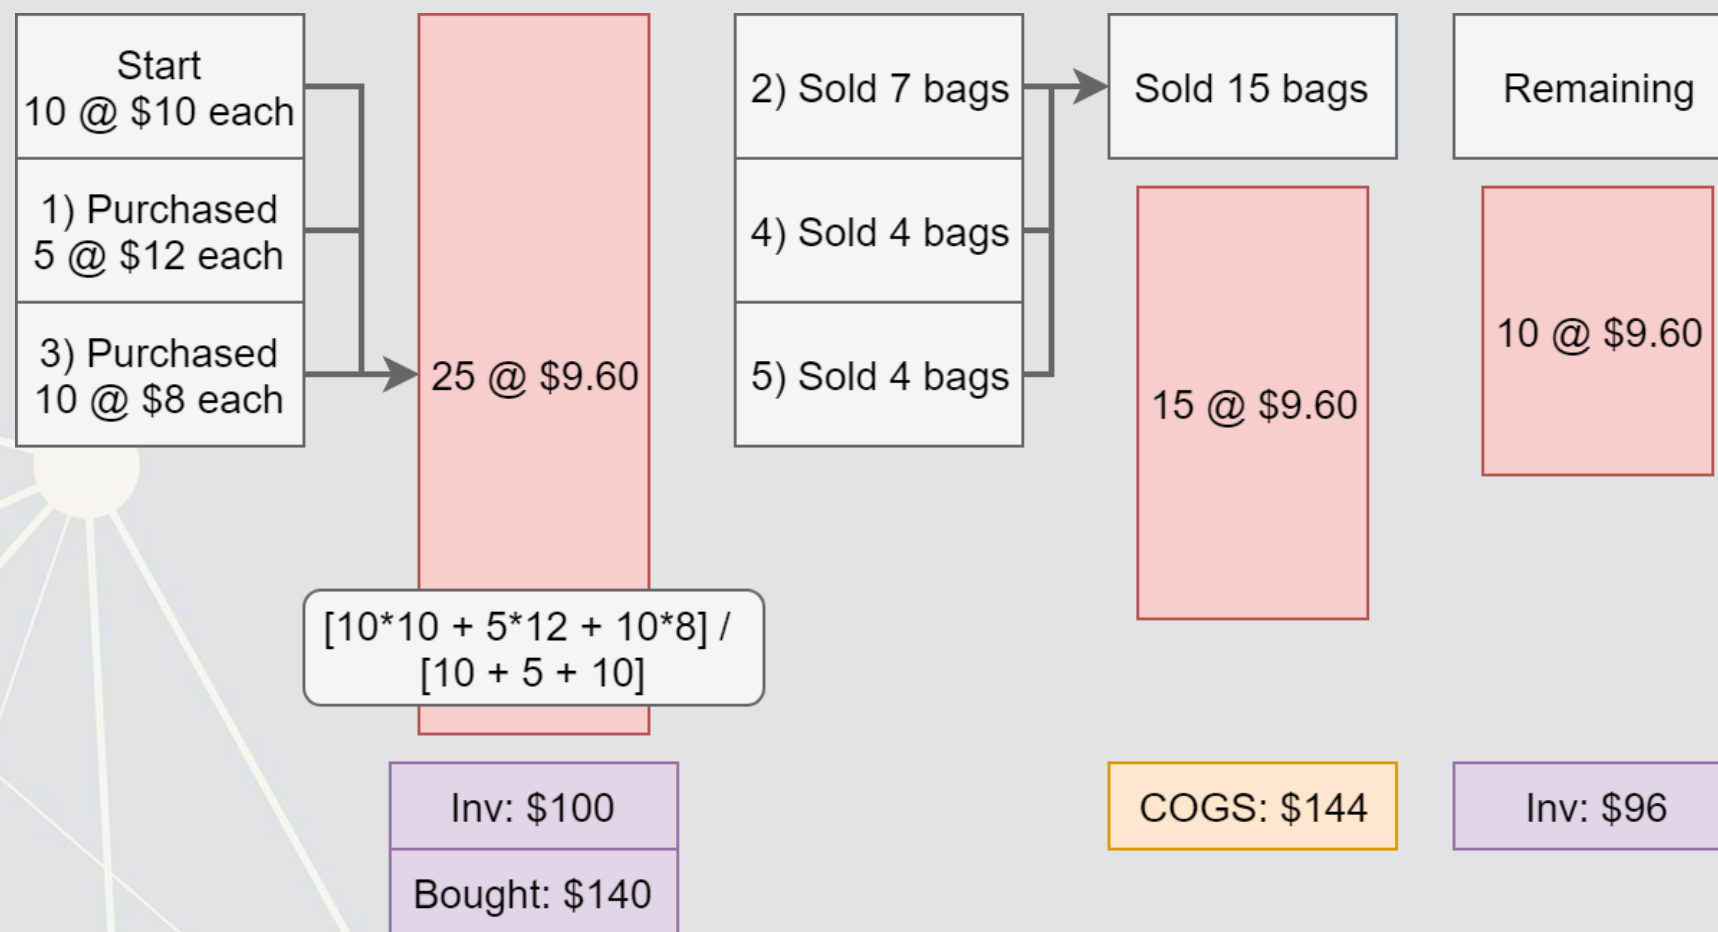 Start
10 @ $10 each
1) Purchased
5 @ $12 each
3) Purchased
10 @ $8 each
25 @ $9.60
[10*10 + 5*12 + 10*8] /
[10 + 5 + 10]
Inv: $100
Bought: $140
2) Sold 7 bags
4) Sold 4 bags
5) Sold 4 bags
Sold 15 bags
15 @ $9.60
COGS: $144
Remaining
10 @ $9.60
Inv: $96